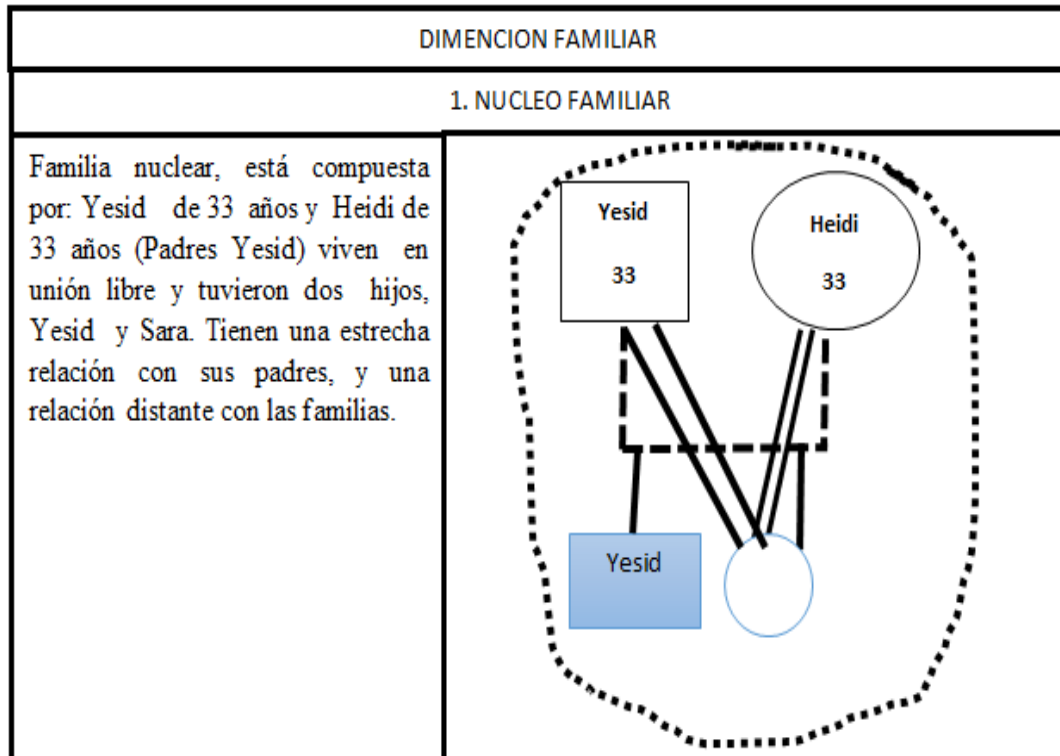 DIMENCION FAMILIAR
1. NUCLEO FAMILIAR
Familia nuclear, está compuesta
por: Yesid de 33 años y Heidi de
33 años (Padres Yesid) viven en
unión libre y tuvieron dos hijos,
Yesid y Sara. Tienen una estrecha
relación con sus padres, y una
relación distante con las familias.
Yesid
33
Heidi
33
Yesid